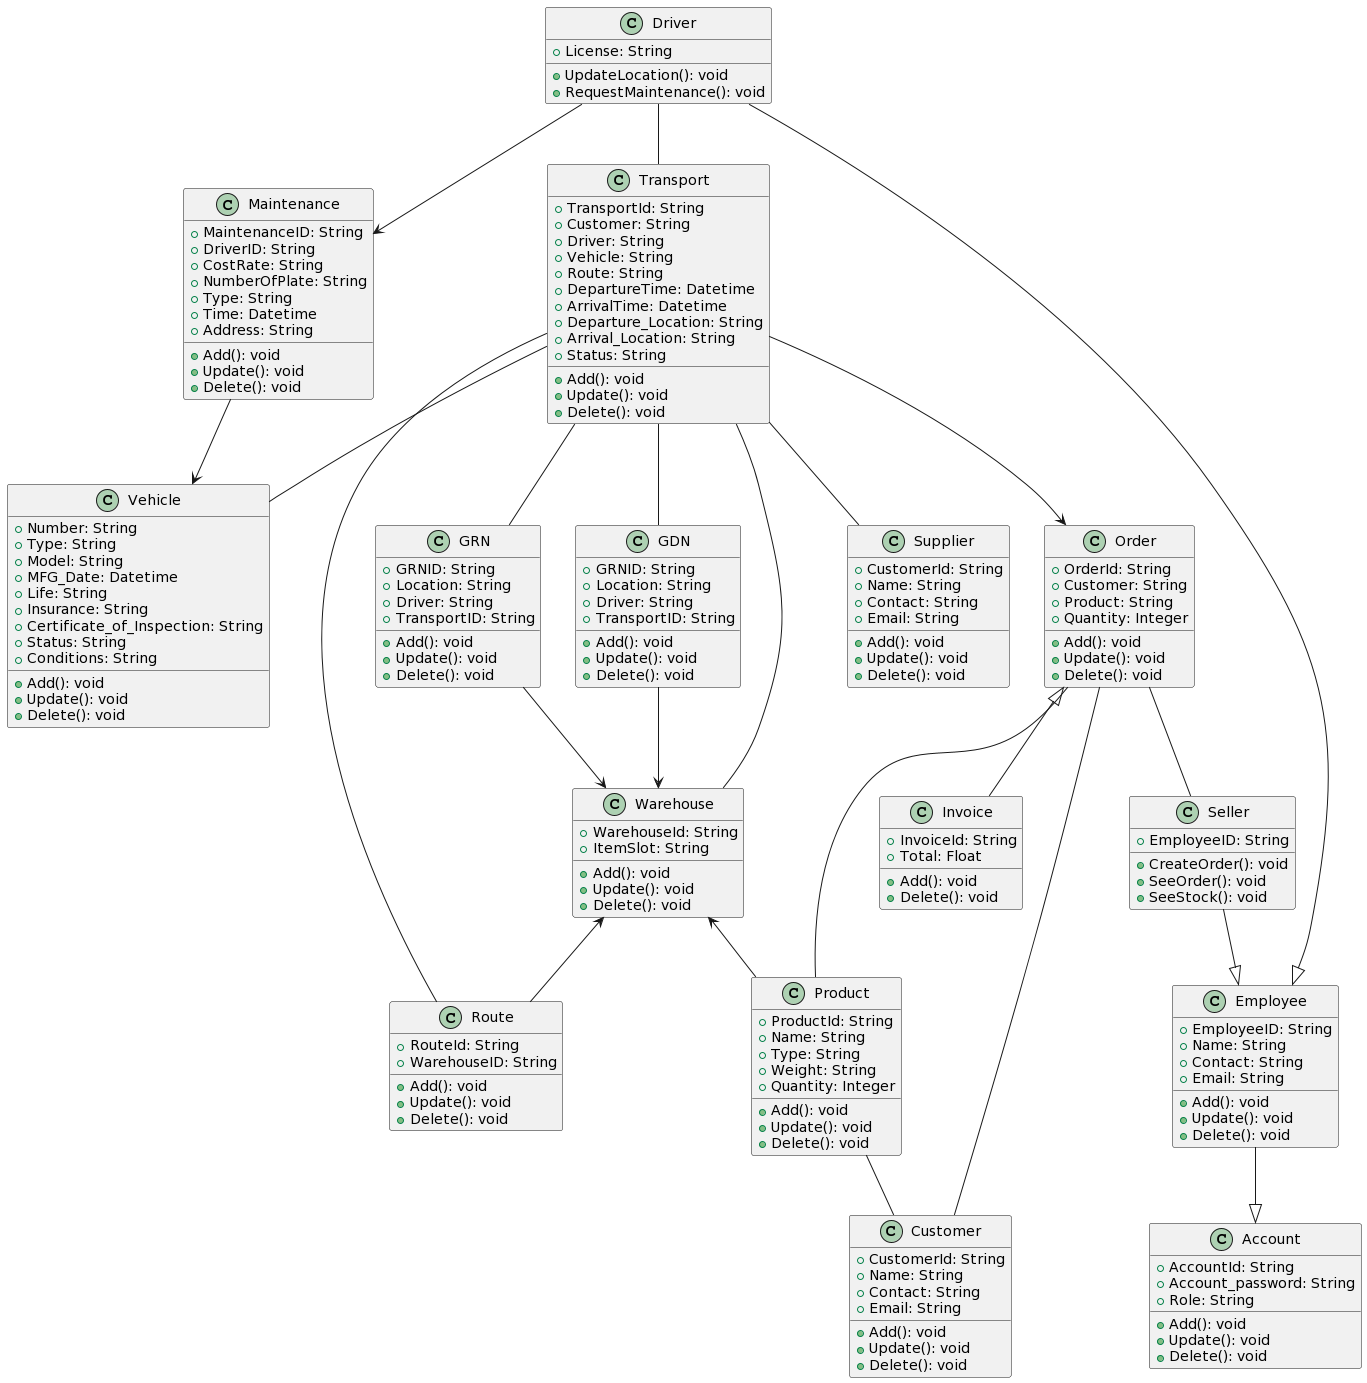 C Driver
License: String
UpdateLocation(): void
RequestMaintenance(): void
C Maintenance
MaintenanceID: String
DriverID: String
CostRate: String
NumberOfPlate: String
Type: String
Time: Datetime
Address: String
Add(): void
Update(): void
Delete(): void
C Transport
TransportId: String
Customer: String
Driver: String
Vehicle: String
Route: String
DepartureTime: Datetime
ArrivalTime: Datetime
Departure_Location: String
Arrival_Location: String
Status: String
Add(): void
Update(): void
Delete(): void
C Vehicle
Number: String
Type: String
Model: String
MFG_Date: Datetime
Life: String
Insurance: String
Certificate_of_Inspection: String
Status: String
Conditions: String
Add(): void
Update(): void
Delete(): void
C GRN
GRNID: String
Location: String
Driver: String
TransportID: String
Add(): void
Update(): void
Delete(): void
C GDN
GRNID: String
Location: String
Driver: String
TransportID: String
Add(): void
Update(): void
Delete(): void
C Supplier
CustomerId: String
Name: String
Contact: String
Email: String
Add(): void
Update(): void
Delete(): void
C Order
OrderId: String
Customer: String
Product: String
Quantity: Integer
Add(): void
Update(): void
Delete(): void
C Warehouse
WarehouseId: String
ItemSlot: String
Add(): void
Update(): void
Delete(): void
C Invoice
InvoiceId: String
Total: Float
Add(): void
Delete(): void
C Seller
EmployeeID: String
CreateOrder(): void
SeeOrder(): void
SeeStock(): void
C Route
RouteId: String
WarehouseID: String
Add(): void
Update(): void
Delete(): void
C Product
ProductId: String
Name: String
Type: String
Weight: String
Quantity: Integer
Add(): void
Update(): void
Delete(): void
C Employee
EmployeeID: String
Name: String
Contact: String
Email: String
Add(): void
Update(): void
Delete(): void
C Customer
CustomerId: String
Name: String
Contact: String
Email: String
Add(): void
Update(): void
Delete(): void
C Account
AccountId: String
Account_password: String
Role: String
Add(): void
Update(): void
Delete(): void